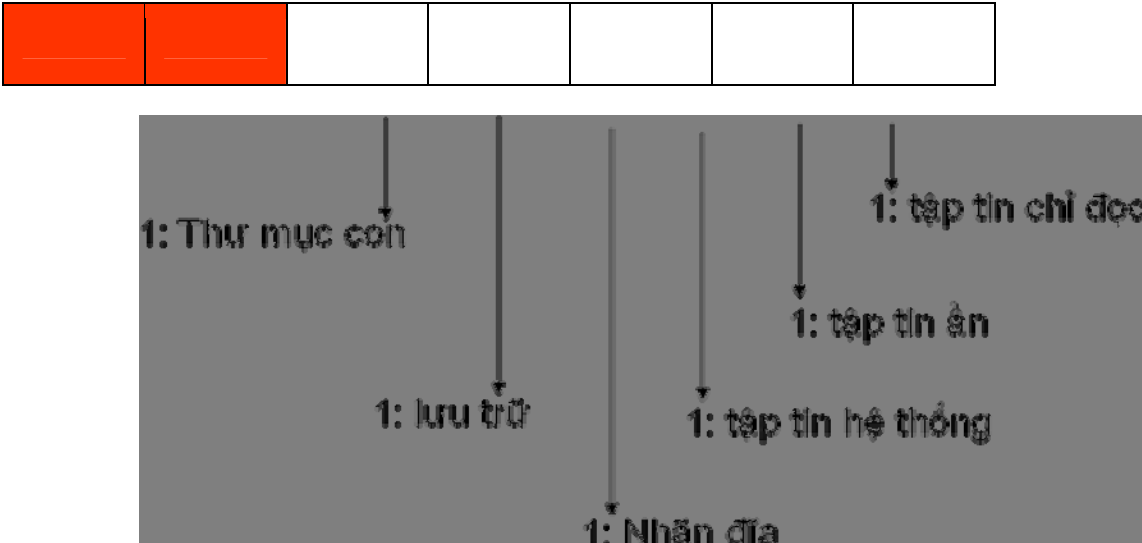 1: tập tin chỉ đọc
1: Thư mục con
1: tập tin ẩn
1: lưu trữ
1: tập tin hệ thống
1: Nhãn đĩa